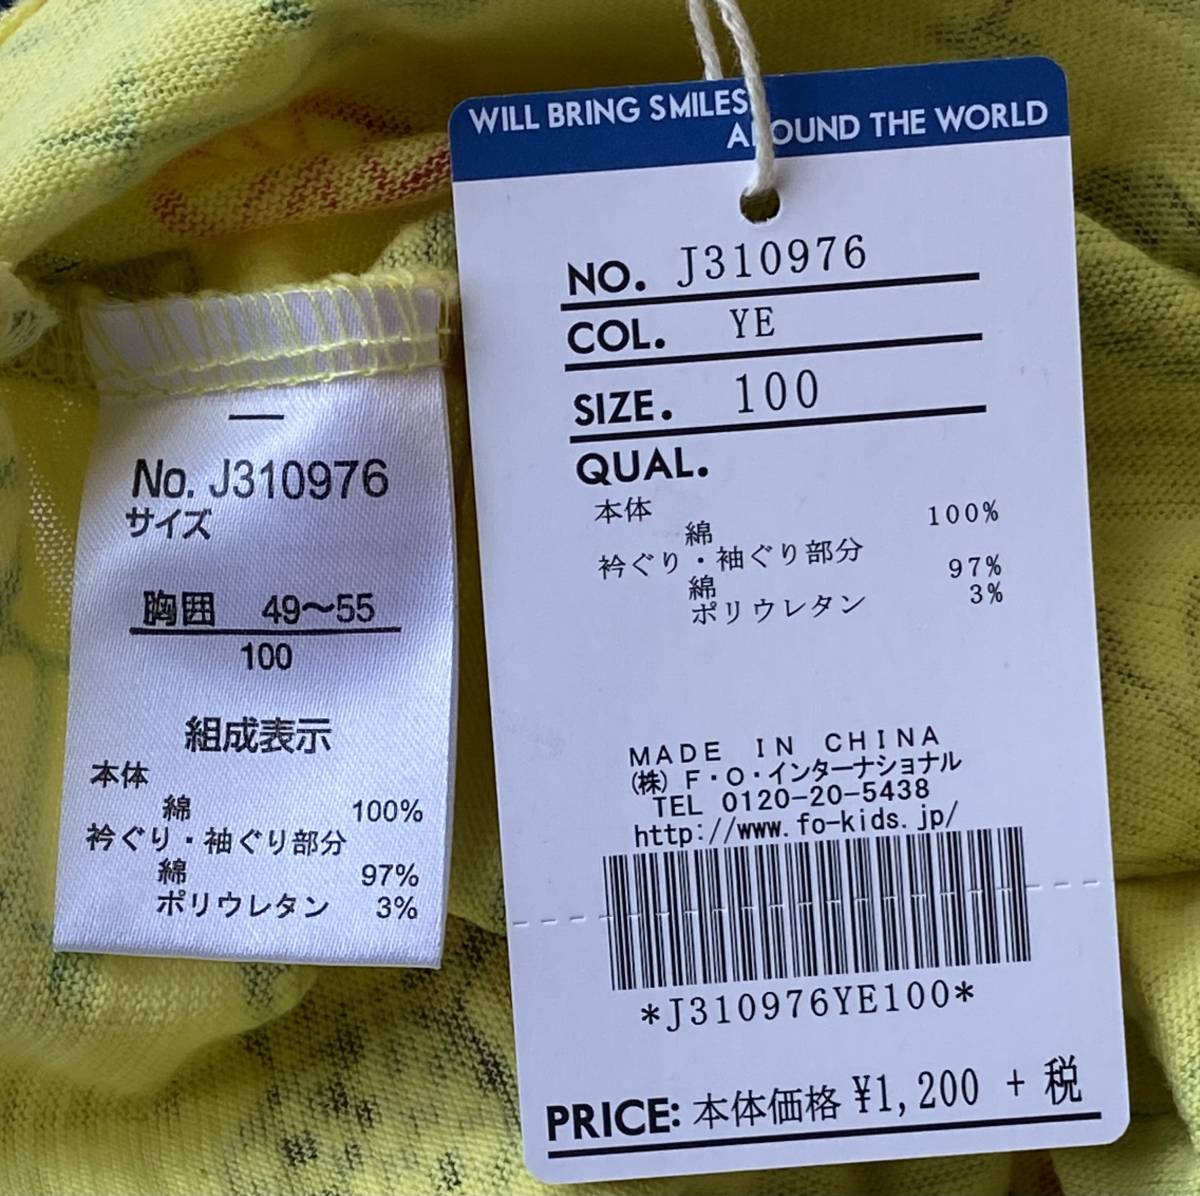 WILL BRING SMILES
AROUND THE WORLD
NO. J310976
COL. YE
SIZE. 100
QUAL.
本体
綿 100%
衿ぐり・袖ぐり部分
綿 97%
ポリウレタン 3%
MADE IN CHINA
(株)F・O・インターナショナル
TEL 0120-20-5438
http://www.fo-kids.jp/
*J310976YE100*
PRICE: 本体価格 ¥1,200 + 税
No. J310976
サイズ
胸囲 49〜55
100
組成表示
本体
綿 100%
衿ぐり・袖ぐり部分
綿 97%
ポリウレタン 3%